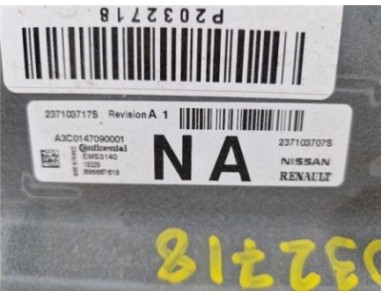 P2032718
237103717S Revision A 1
237103707S
A3C0147090001
Continental
EMS3140
NA
NISSAN
RENAULT
032718